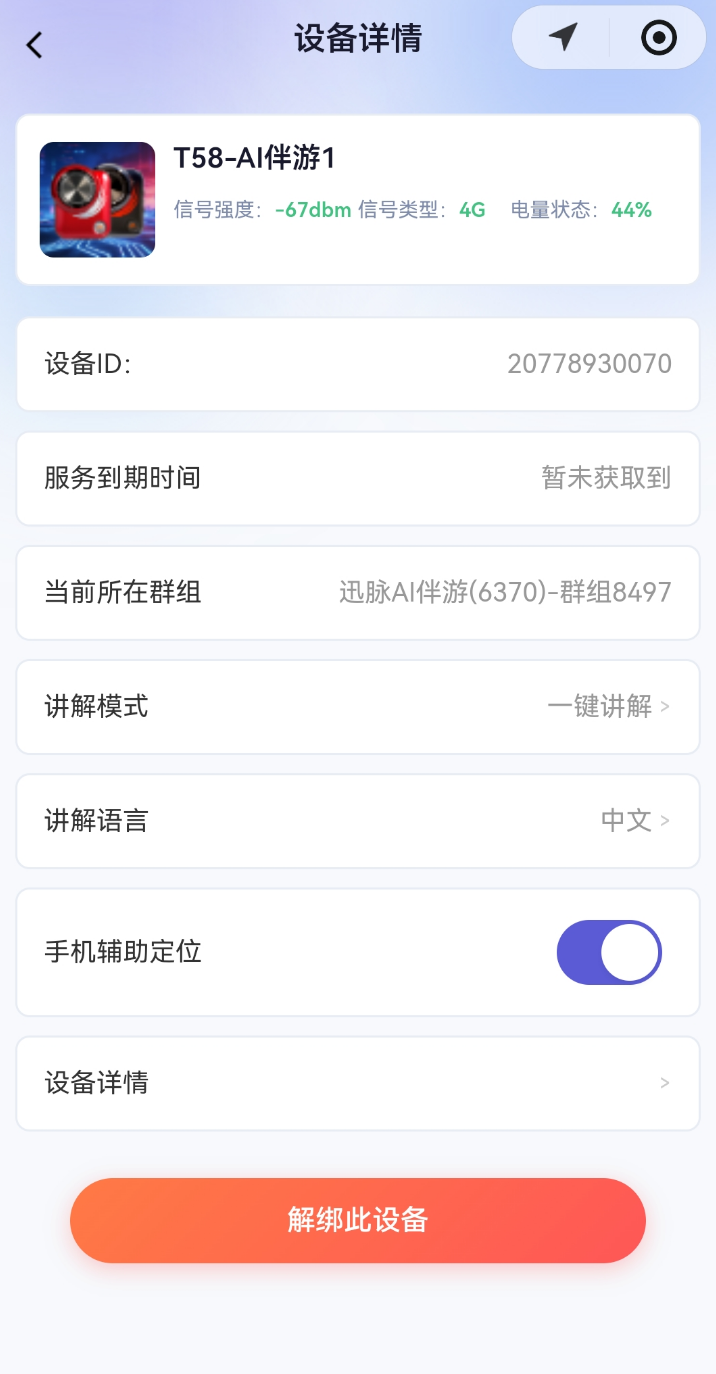 设备详情
T58-AI伴游1
信号强度：-67dbm 信号类型：4G 电量状态：44%
设备ID： 20778930070
服务到期时间 暂未获取到
当前所在群组 迅脉AI伴游(6370)-群组8497
讲解模式 一键讲解 >
讲解语言 中文 >
手机辅助定位
设备详情 >
解绑此设备